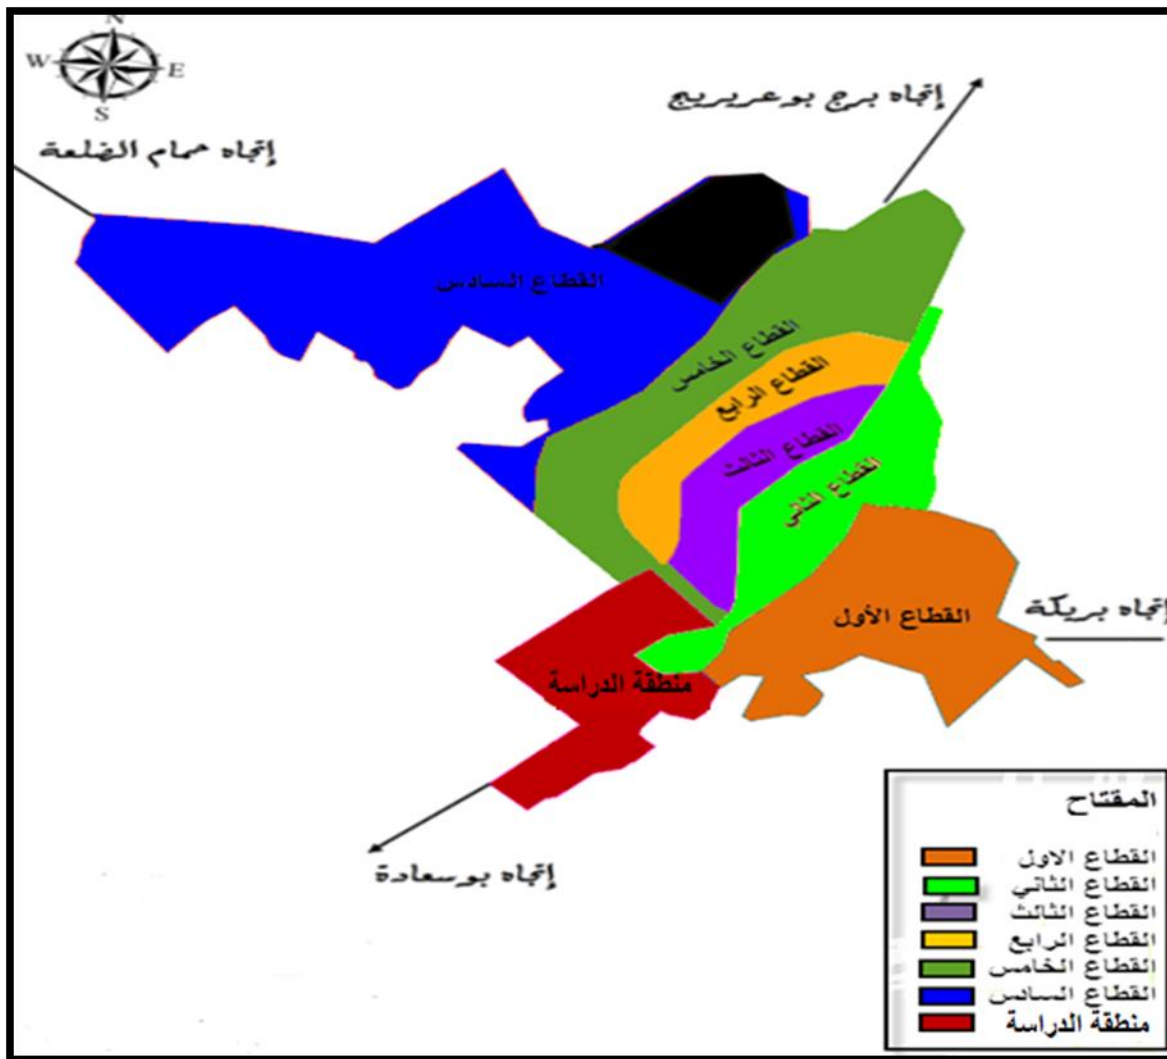 N
W
E
S
إتجاه برج بوعريريج
إتجاه حمام الضلعة
القطاع السادس
القطاع الخامس
القطاع الرابع
القطاع الثالث
القطاع الثاني
القطاع الأول
إتجاه بريكة
منطقة الدراسة
إتجاه بوسعادة
المفتاح
القطاع الاول
القطاع الثاني
القطاع الثالث
القطاع الرابع
القطاع الخامس
القطاع السادس
منطقة الدراسة